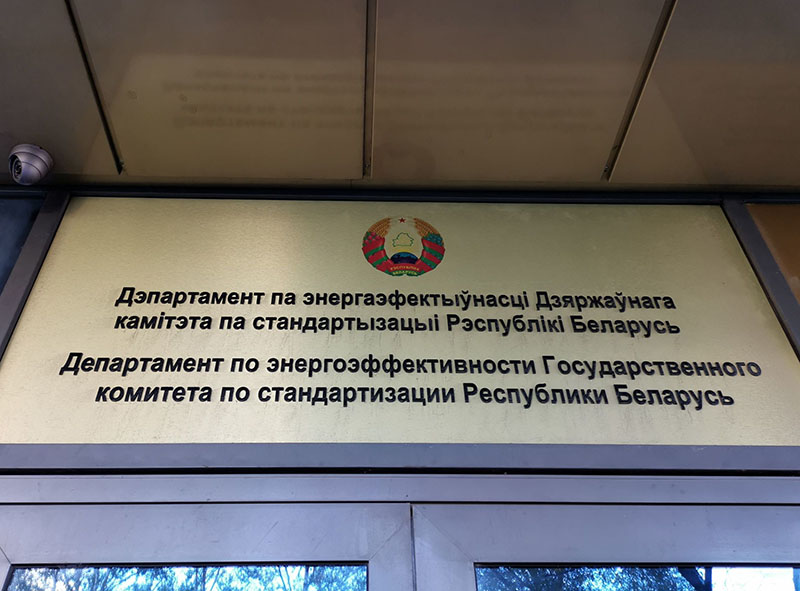 Дэпартамент па энергаэфектыўнасці Дзяржаўнага
камітэта па стандартызацыі Рэспублікі Беларусь
Департамент по энергоэффективности Государственного
комитета по стандартизации Республики Беларусь